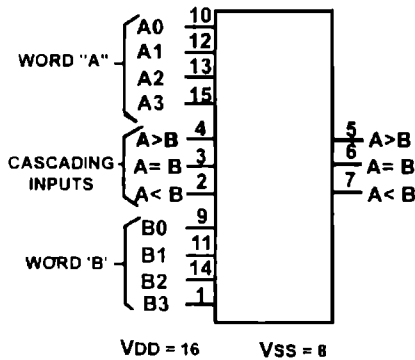 WORD "A"
A0 10
A1 12
A2 13
A3 15
CASCADING INPUTS
A>B 4
A= B 3
A< B 2
5 A>B
6 A= B
7 A< B
WORD 'B'
B0 9
B1 11
B2 14
B3 1
VDD = 16 VSS = 8